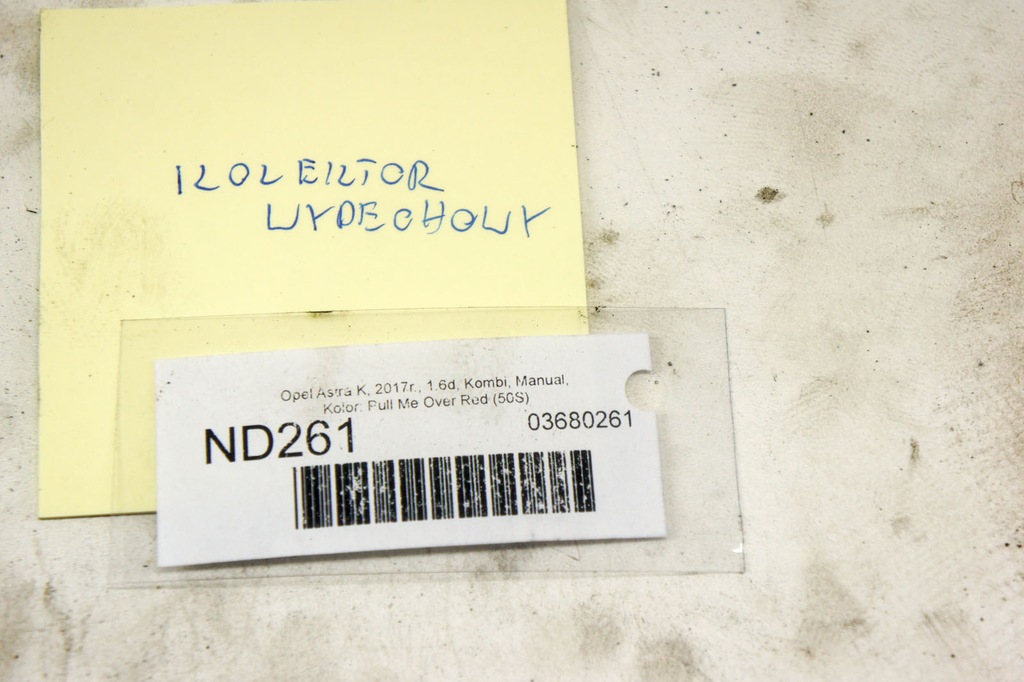 KOLEKTOR
WYDECHOWY
Opel Astra K, 2017r., 1.6d, Kombi, Manual,
Kolor: Pull Me Over Red (50S)
ND261
03680261